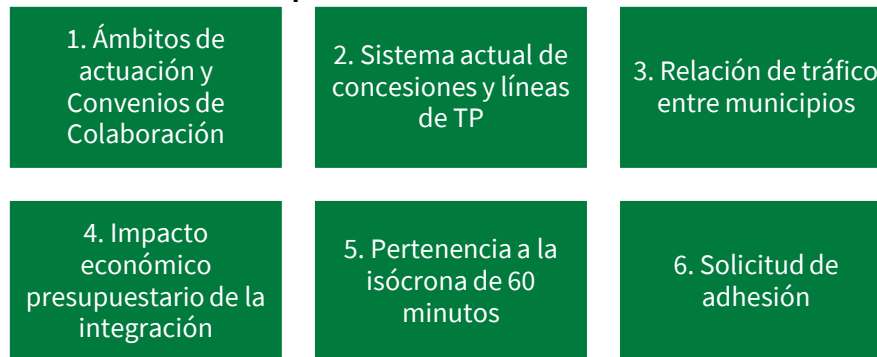 1. Ámbitos de
actuación y
Convenios de
Colaboración
2. Sistema actual de
concesiones y líneas
de TP
3. Relación de tráfico
entre municipios
4. Impacto
económico
presupuestario de la
integración
5. Pertenencia a la
isócrona de 60
minutos
6. Solicitud de
adhesión